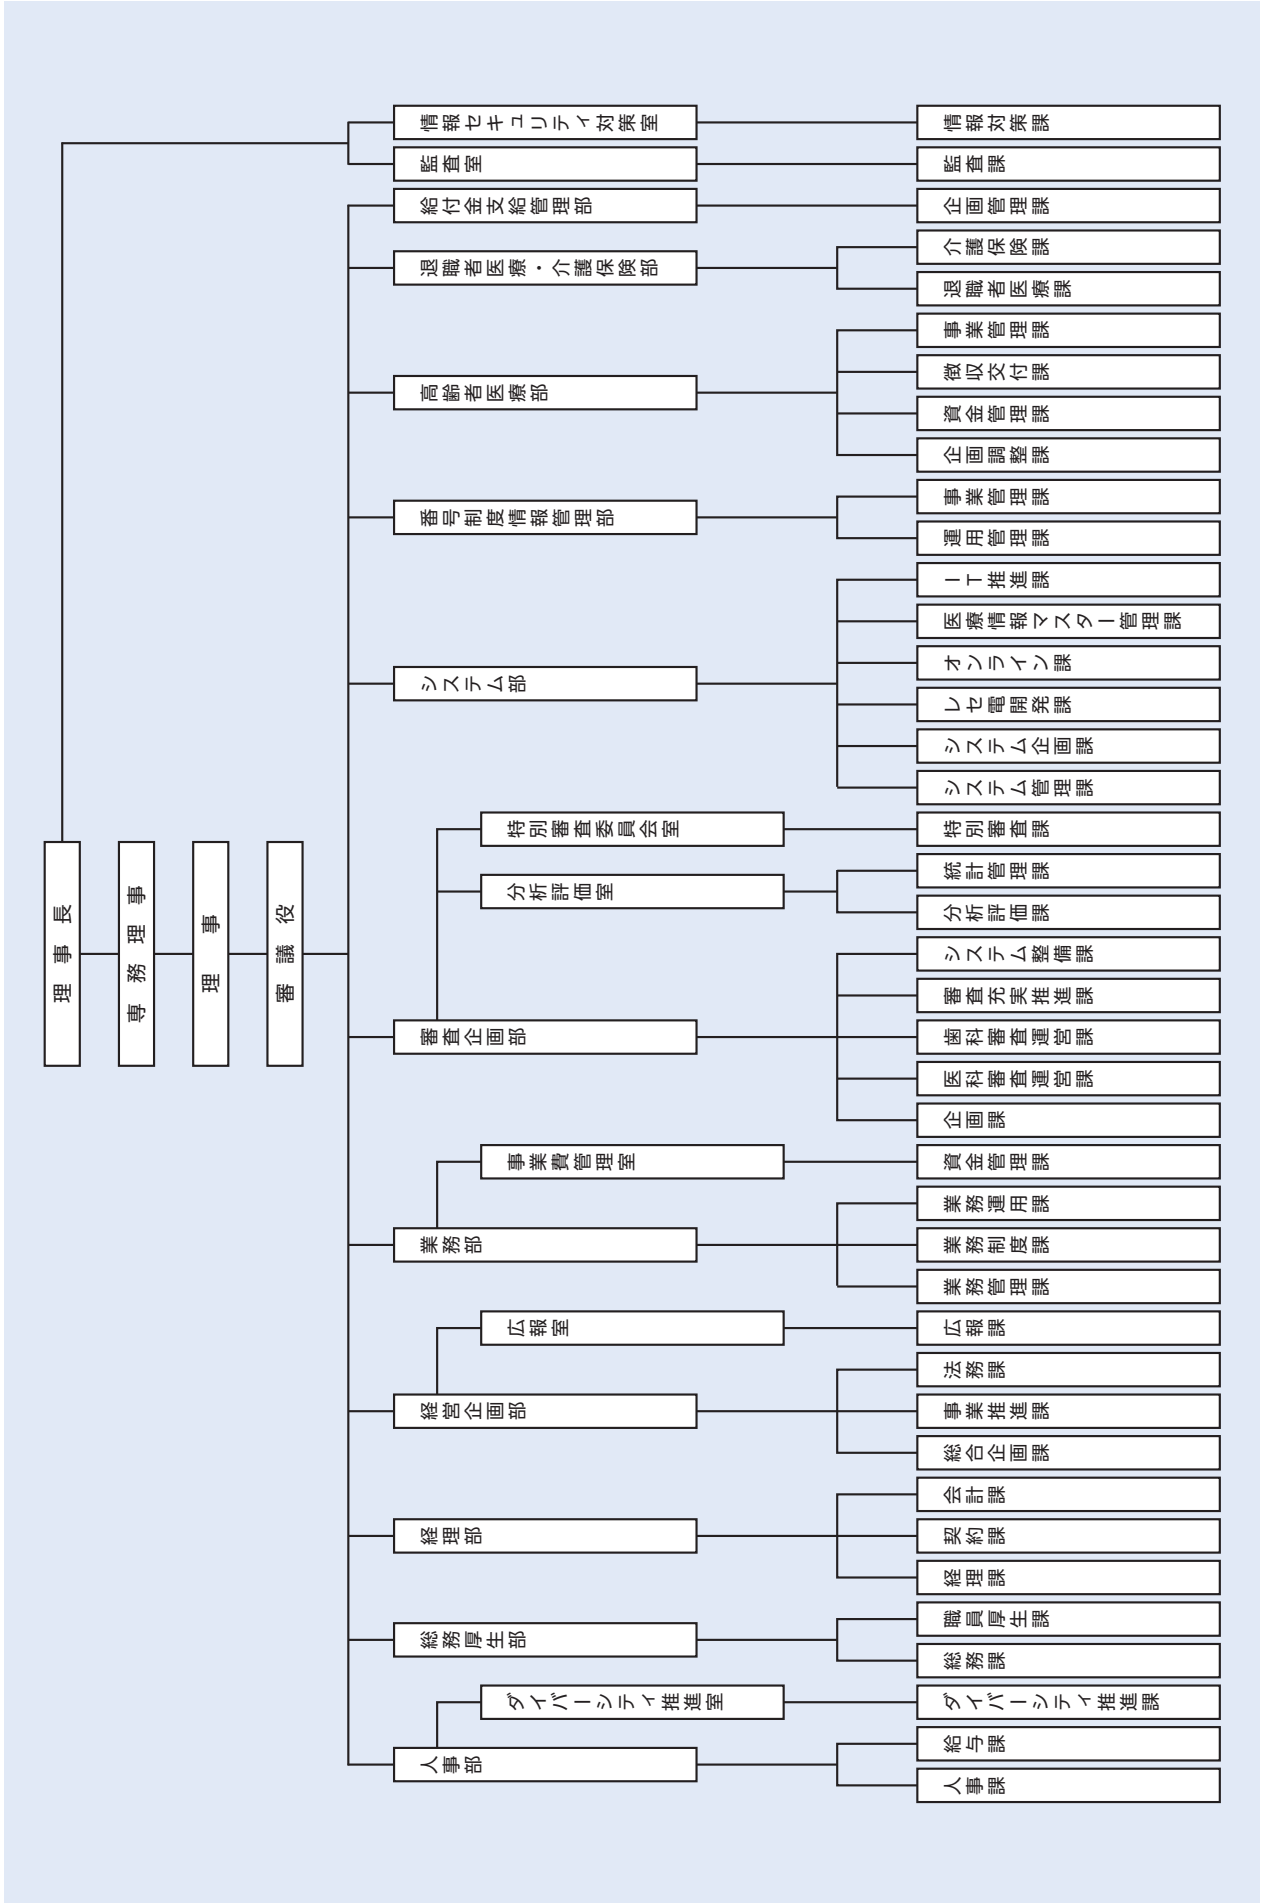 理事長
専務理事
理事
審議役
人事部
人事課
給与課
ダイバーシティ推進室
ダイバーシティ推進課
総務厚生部
総務課
職員厚生課
経理部
経理課
契約課
会計課
経営企画部
総合企画課
事業推進課
法務課
広報室
広報課
業務部
業務管理課
業務制度課
業務運用課
事業費管理室
資金管理課
審査企画部
企画課
医科審査運営課
歯科審査運営課
審査充実推進課
システム整備課
分析評価室
分析評価課
統計管理課
特別審査委員会室
特別審査課
システム部
システム管理課
システム企画課
レセ電開発課
オンライン課
医療情報マスター管理課
IT推進課
番号制度情報管理部
運用管理課
事業管理課
高齢者医療部
企画調整課
資金管理課
徴収交付課
事業管理課
退職者医療・介護保険部
退職者医療課
介護保険課
給付金支給管理部
企画管理課
監査室
監査課
情報セキュリティ対策室
情報対策課